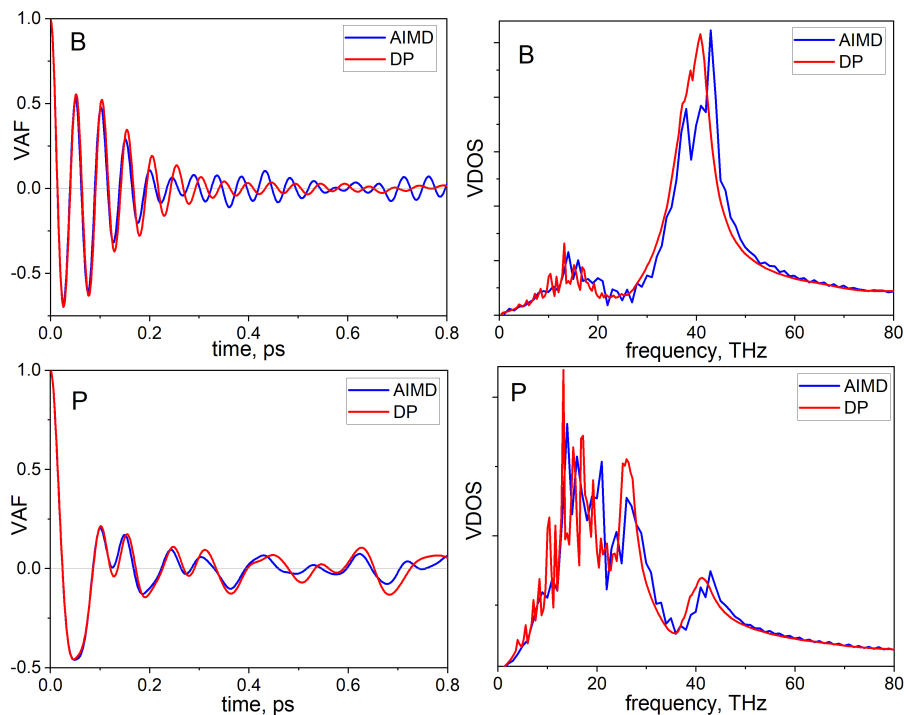 B
AIMD
DP
VAF
1.0
0.5
0.0
-0.5
0.0 0.2 0.4 0.6 0.8
time, ps
B
AIMD
DP
VDOS
0 20 40 60 80
frequency, THz
P
AIMD
DP
VAF
1.0
0.5
0.0
-0.5
0.0 0.2 0.4 0.6 0.8
time, ps
P
AIMD
DP
VDOS
0 20 40 60 80
frequency, THz